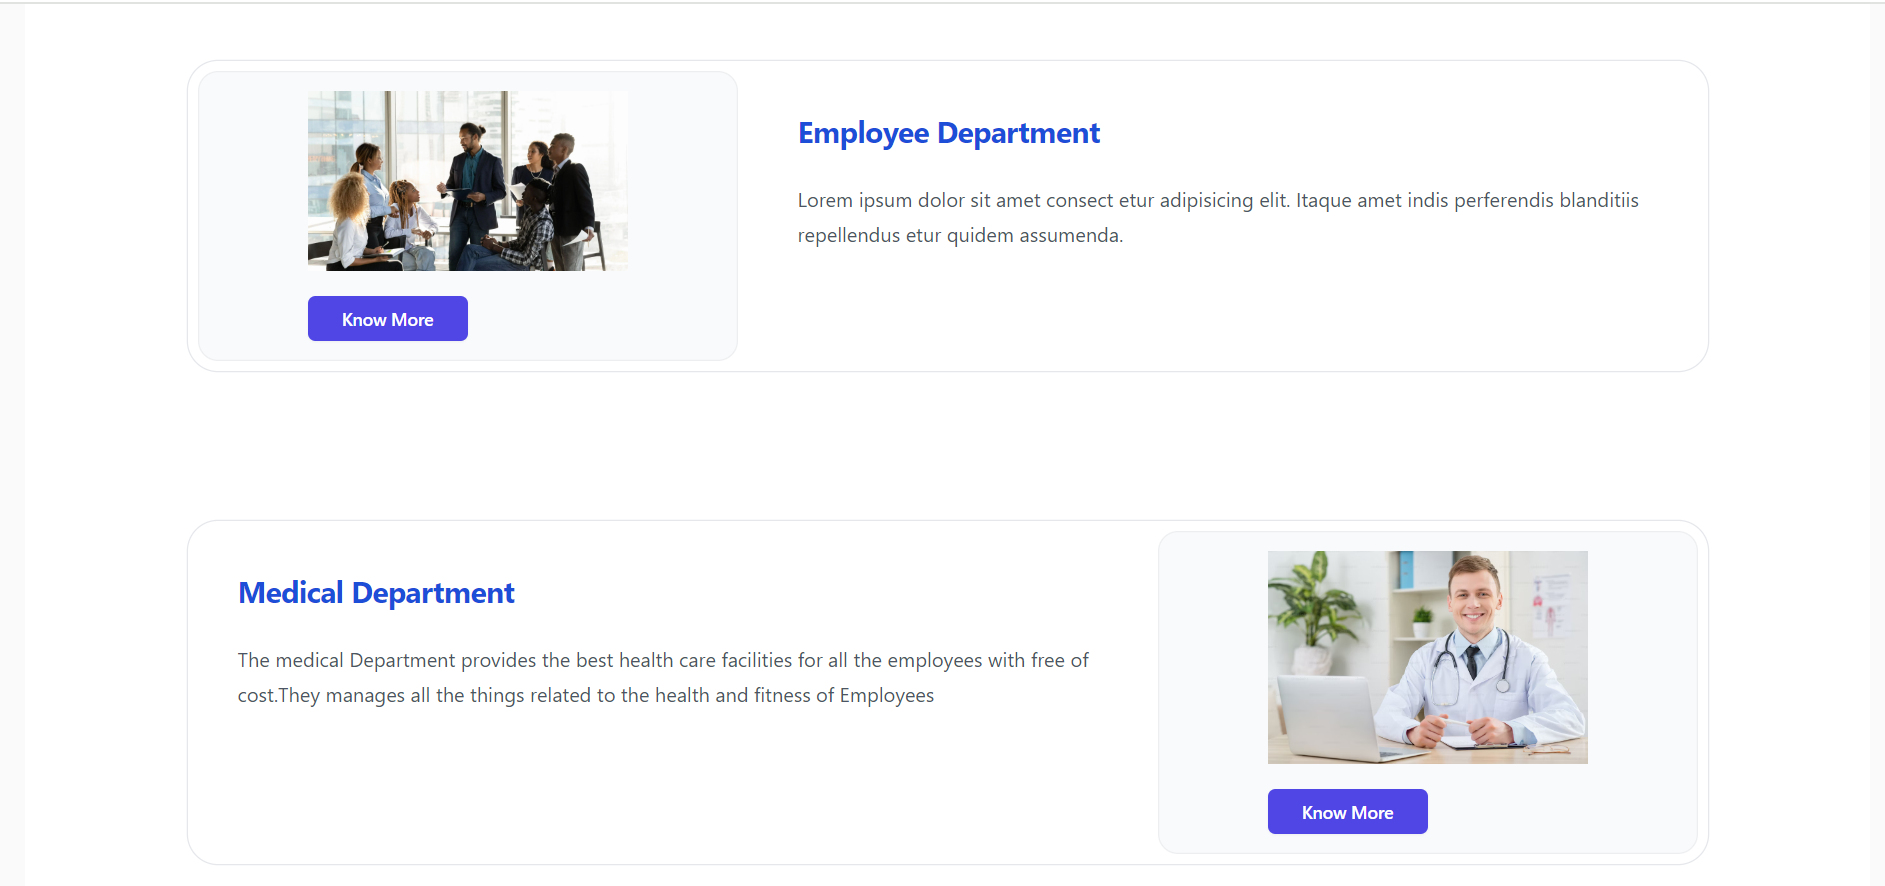 Employee Department
Lorem ipsum dolor sit amet consect etur adipisicing elit. Itaque amet indis perferendis blanditiis
repellendus etur quidem assumenda.
Know More
Medical Department
The medical Department provides the best health care facilities for all the employees with free of
cost.They manages all the things related to the health and fitness of Employees
Know More